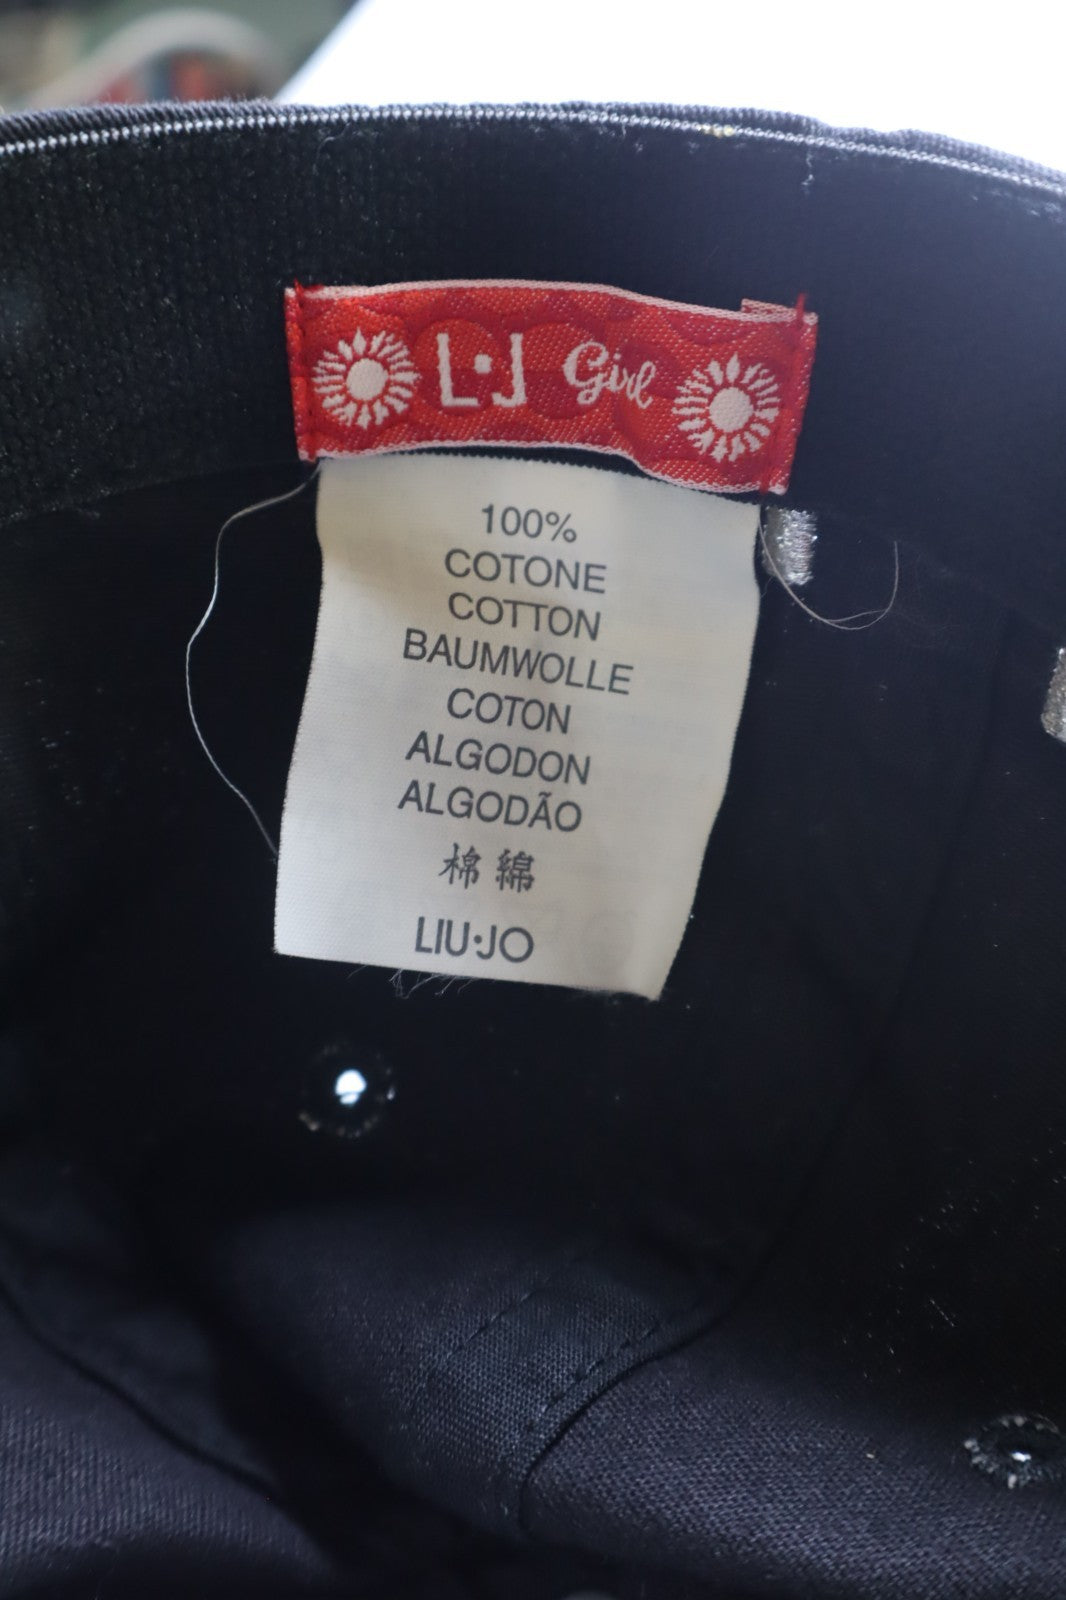 L·J Girl
100%
COTONE
COTTON
BAUMWOLLE
COTON
ALGODON
ALGODÃO
棉 綿
LIU·JO